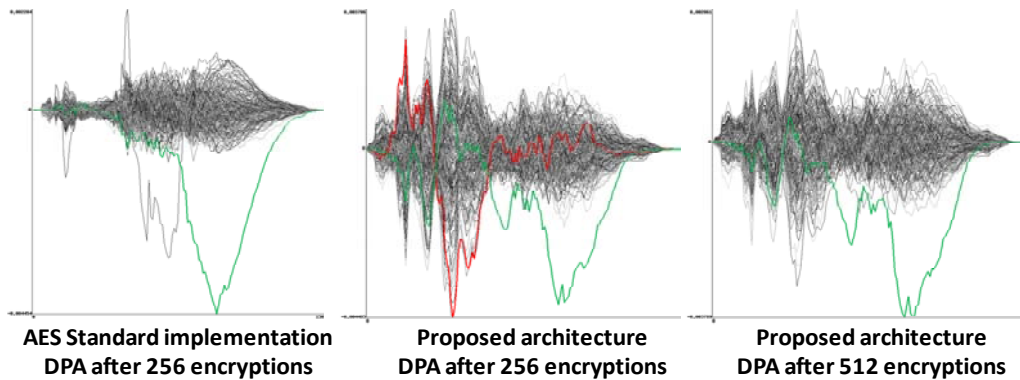 AES Standard implementation
DPA after 256 encryptions
Proposed architecture
DPA after 256 encryptions
Proposed architecture
DPA after 512 encryptions